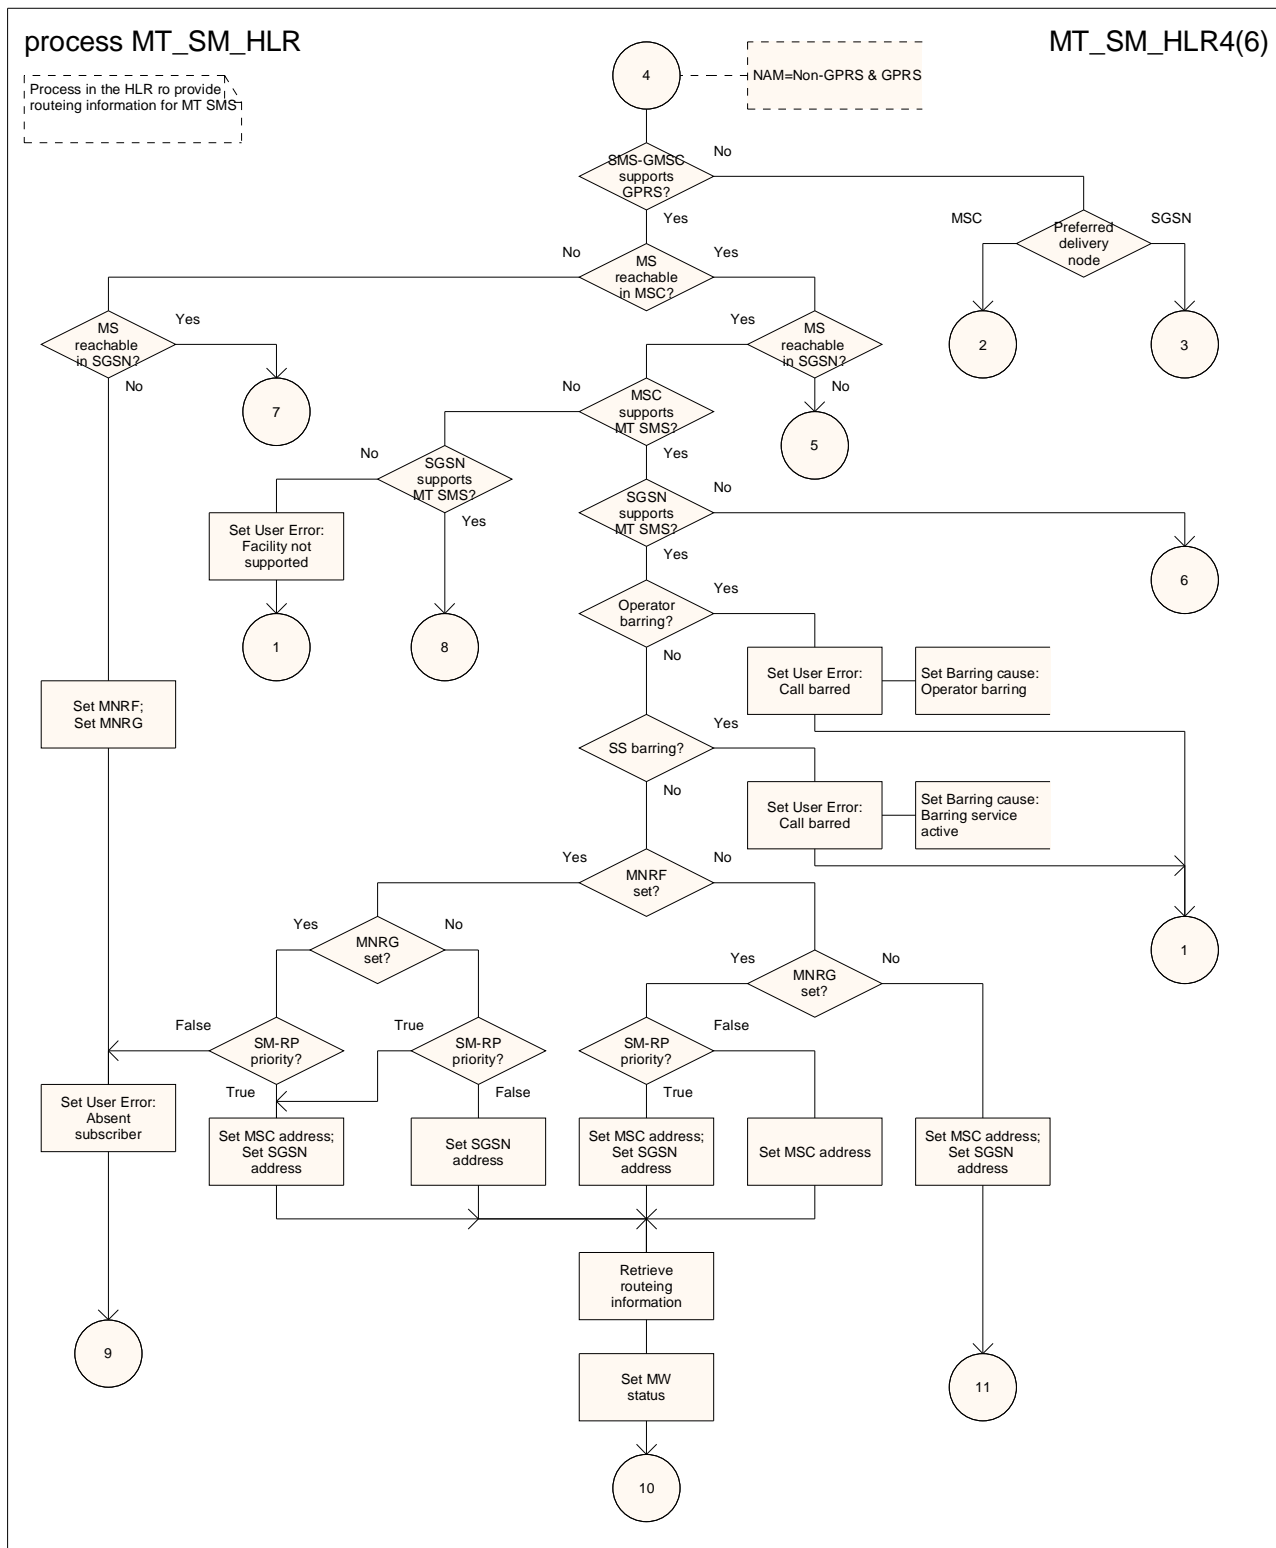 process MT_SM_HLR
MT_SM_HLR4(6)
Process in the HLR ro provide
routeing information for MT SMS
4
NAM=Non-GPRS & GPRS
SMS-GMSC
supports
GPRS?
No
Yes
MSC
Preferred
delivery
node
SGSN
No
MS
reachable
in MSC?
Yes
MS
reachable
in SGSN?
Yes
No
Yes
MS
reachable
in SGSN?
No
2
3
7
No
MSC
supports
MT SMS?
Yes
5
No
SGSN
supports
MT SMS?
Yes
SGSN
supports
MT SMS?
No
Yes
Set User Error:
Facility not
supported
6
1
8
Operator
barring?
Yes
No
Set User Error:
Call barred
Set Barring cause:
Operator barring
Set MNRF;
Set MNRG
SS barring?
Yes
No
Set User Error:
Call barred
Set Barring cause:
Barring service
active
Yes
MNRF
set?
No
Yes
MNRG
set?
No
Yes
MNRG
set?
No
1
False
SM-RP
priority?
True
True
SM-RP
priority?
False
SM-RP
priority?
False
True
Set User Error:
Absent
subscriber
Set MSC address;
Set SGSN
address
Set SGSN
address
Set MSC address;
Set SGSN
address
Set MSC address
Set MSC address;
Set SGSN
address
Retrieve
routeing
information
9
Set MW
status
11
10